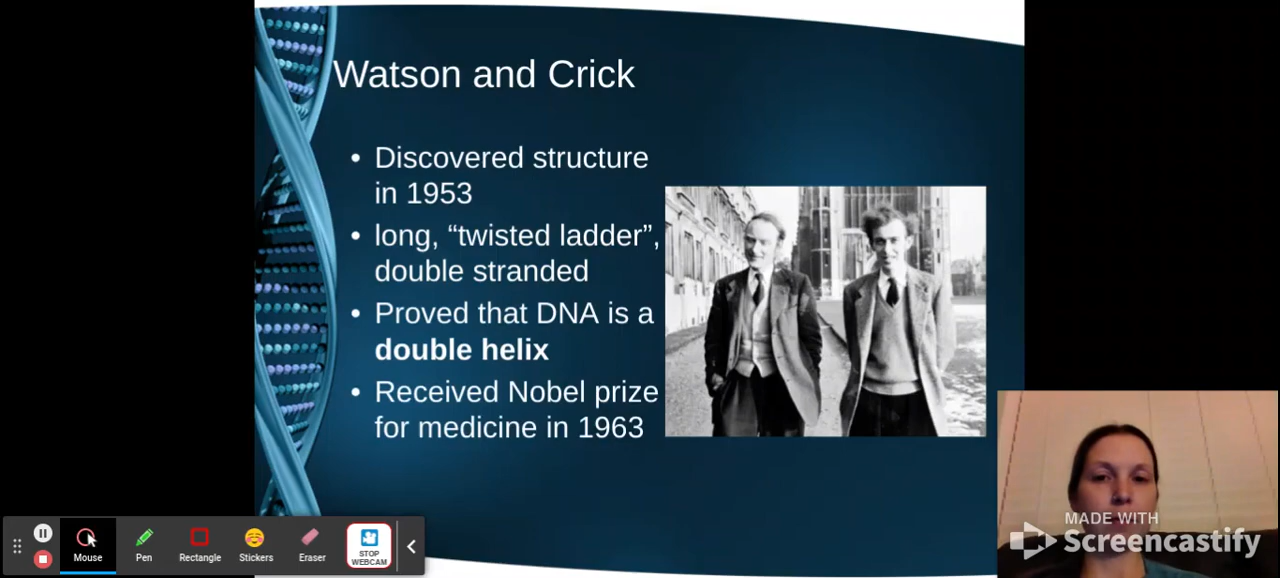 Watson and Crick
• Discovered structure
in 1953
• long, “twisted ladder”,
double stranded
• Proved that DNA is a
double helix
• Received Nobel prize
for medicine in 1963
Mouse
Pen
Rectangle
Stickers
Eraser
STOP
WEBCAM
MADE WITH
Screencastify